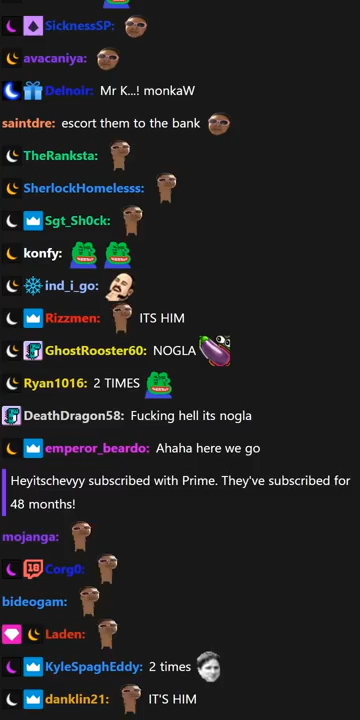 SicknessSP:
avacaniya:
Delnoir: Mr K...! monkaW
saintdre: escort them to the bank
TheRanksta:
SherlockHomelesss:
Sgt_Sh0ck:
konfy:
ind_i_go:
Rizzmen: ITS HIM
GhostRooster60: NOGLA
Ryan1016: 2 TIMES
DeathDragon58: Fucking hell its nogla
emperor_beardo: Ahaha here we go
Heyitschevyy subscribed with Prime. They've subscribed for
48 months!
mojanga:
18 Corg0:
bideogam:
Laden:
KyleSpaghEddy: 2 times
danklin21: IT'S HIM